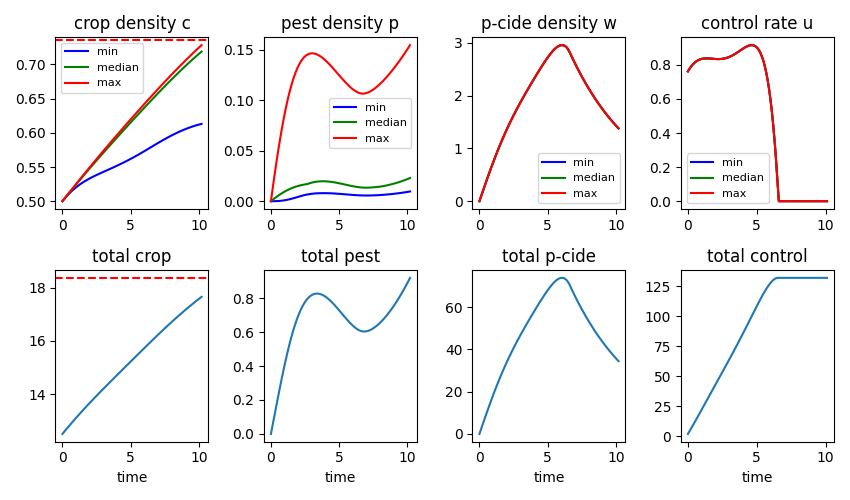 crop density c
0.70
0.65
0.60
0.55
0.50
min
median
max
0
5
10
pest density p
0.15
0.10
0.05
0.00
min
median
max
0
5
10
p-cide density w
3
2
1
0
min
median
max
0
5
10
control rate u
0.8
0.6
0.4
0.2
0.0
min
median
max
0
5
10
total crop
18
16
14
0
5
10
time
total pest
0.8
0.6
0.4
0.2
0.0
0
5
10
time
total p-cide
60
40
20
0
0
5
10
time
total control
125
100
75
50
25
0
0
5
10
time